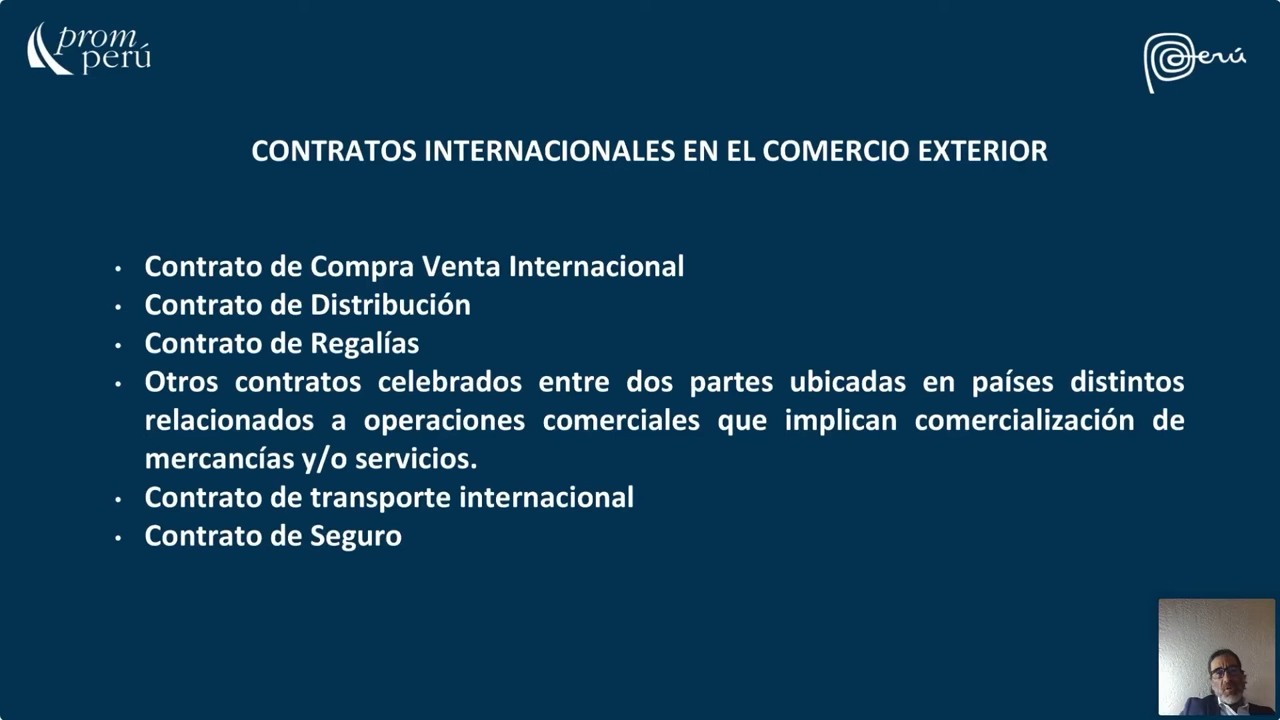 prom
perú
Perú
CONTRATOS INTERNACIONALES EN EL COMERCIO EXTERIOR
• Contrato de Compra Venta Internacional
• Contrato de Distribución
• Contrato de Regalías
• Otros contratos celebrados entre dos partes ubicadas en países distintos
relacionados a operaciones comerciales que implican comercialización de
mercancías y/o servicios.
• Contrato de transporte internacional
• Contrato de Seguro